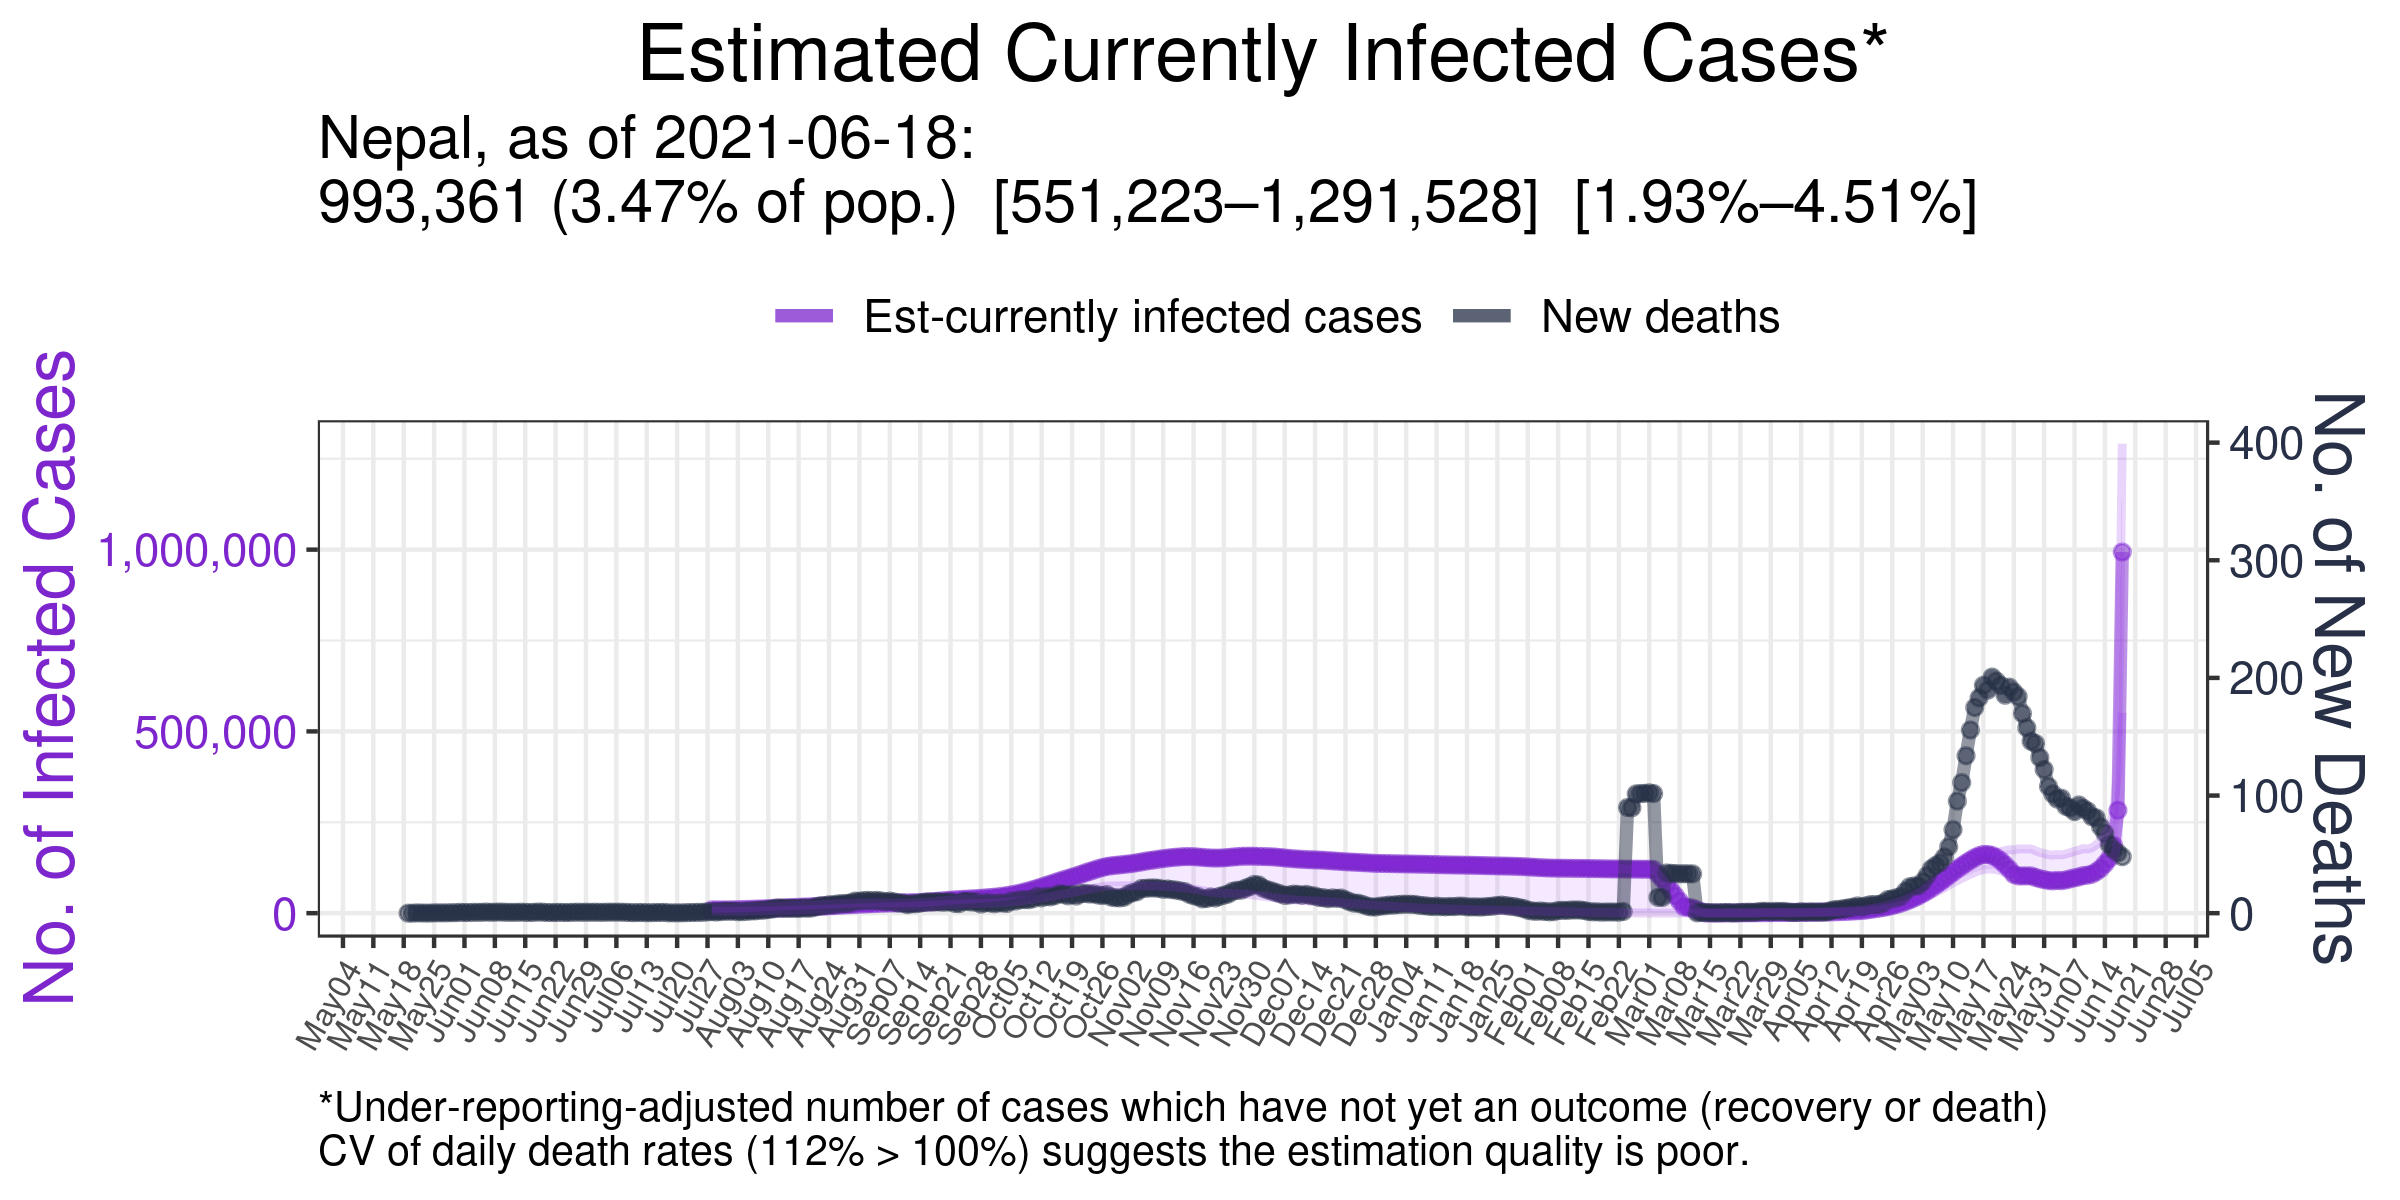 Estimated Currently Infected Cases*
Nepal, as of 2021-06-18:
993,361 (3.47% of pop.) [551,223–1,291,528] [1.93%–4.51%]
Est-currently infected cases
New deaths
No. of Infected Cases
1,000,000
500,000
0
No. of New Deaths
400
300
200
100
0
May04
May11
May18
May25
Jun01
Jun08
Jun15
Jun22
Jun29
Jul06
Jul13
Jul20
Jul27
Aug03
Aug10
Aug17
Aug24
Aug31
Sep07
Sep14
Sep21
Sep28
Oct05
Oct12
Oct19
Oct26
Nov02
Nov09
Nov16
Nov23
Nov30
Dec07
Dec14
Dec21
Dec28
Jan04
Jan11
Jan18
Jan25
Feb01
Feb08
Feb15
Feb22
Mar01
Mar08
Mar15
Mar22
Mar29
Apr05
Apr12
Apr19
Apr26
May03
May10
May17
May24
May31
Jun07
Jun14
Jun21
Jun28
Jul05
*Under-reporting-adjusted number of cases which have not yet an outcome (recovery or death)
CV of daily death rates (112% > 100%) suggests the estimation quality is poor.